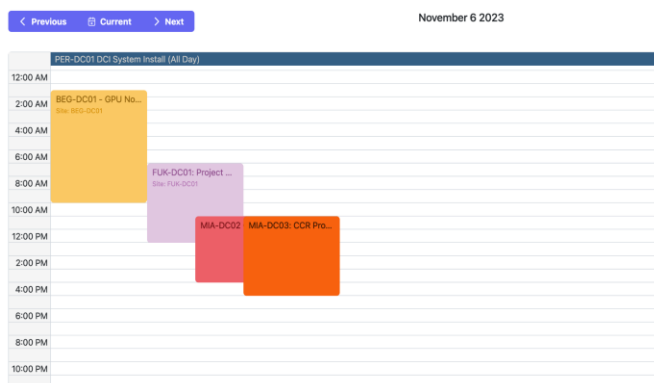 Previous Current Next
November 6 2023
PER-DC01 DCI System Install (All Day)
12:00 AM
2:00 AM
BEG-DC01 - GPU No...
Site: BEG-DC01
4:00 AM
6:00 AM
FUK-DC01: Project ...
Site: FUK-DC01
8:00 AM
10:00 AM
MIA-DC02 MIA-DC03: CCR Pro...
12:00 PM
2:00 PM
4:00 PM
6:00 PM
8:00 PM
10:00 PM